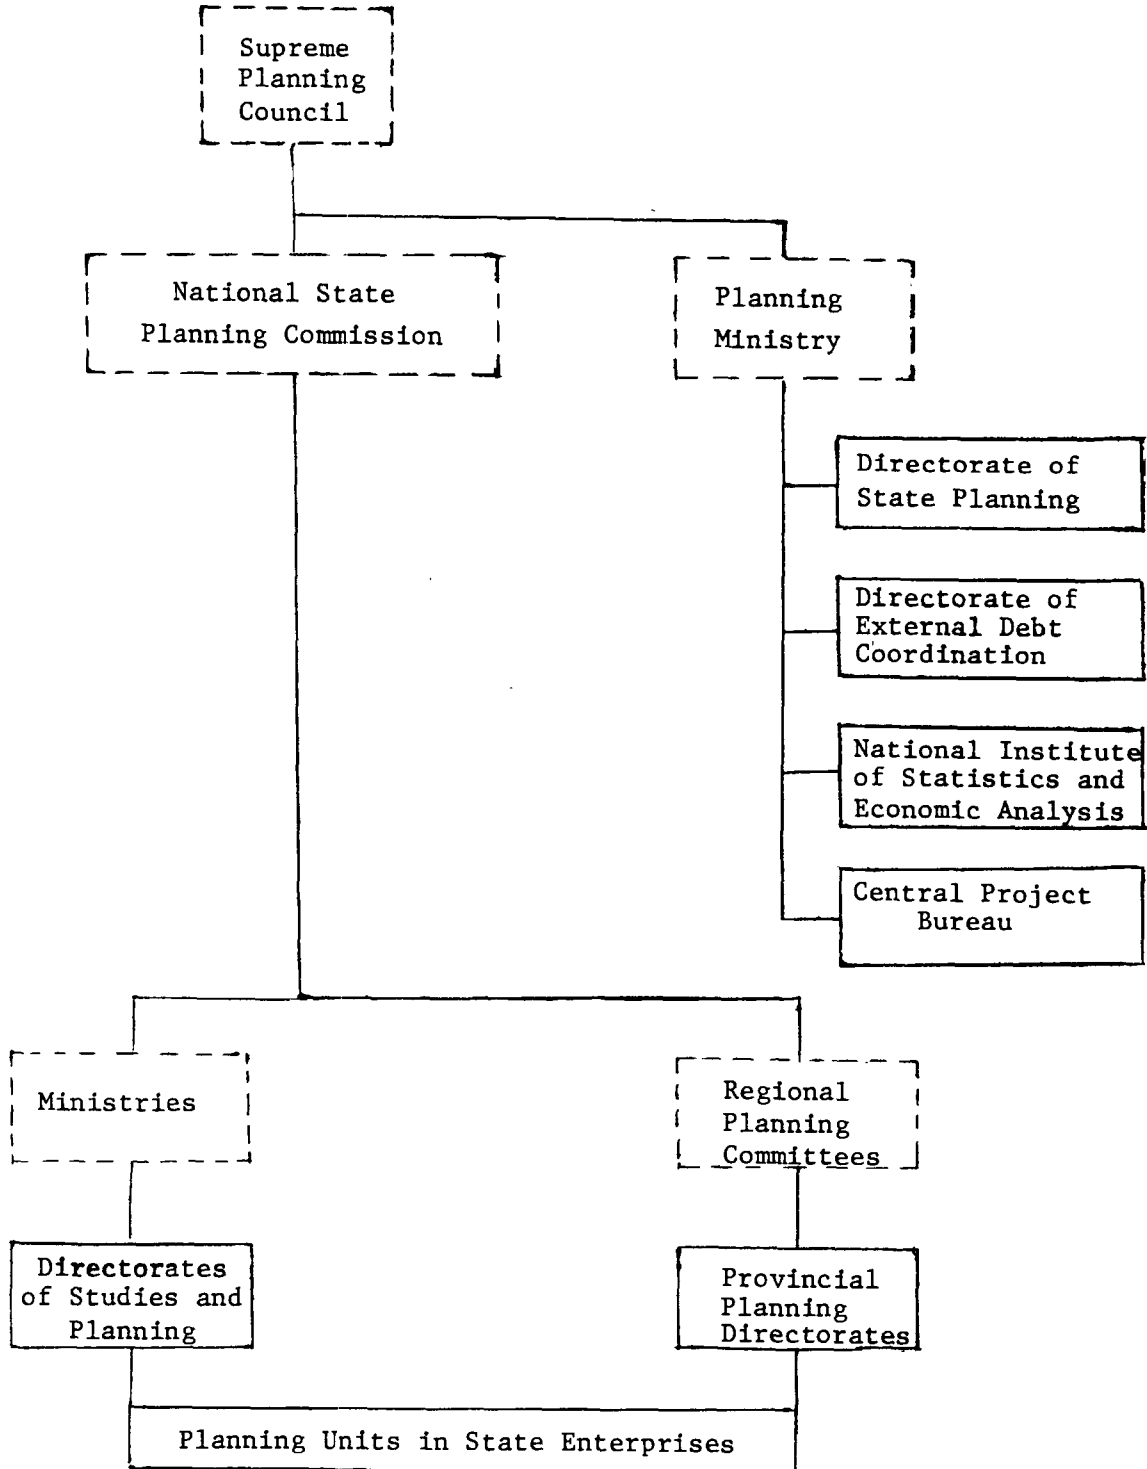 Supreme
Planning
Council
National State
Planning Commission
Planning
Ministry
Directorate of
State Planning
Directorate of
External Debt
Coordination
National Institute
of Statistics and
Economic Analysis
Central Project
Bureau
Ministries
Regional
Planning
Committees
Directorates
of Studies and
Planning
Provincial
Planning
Directorates
Planning Units in State Enterprises